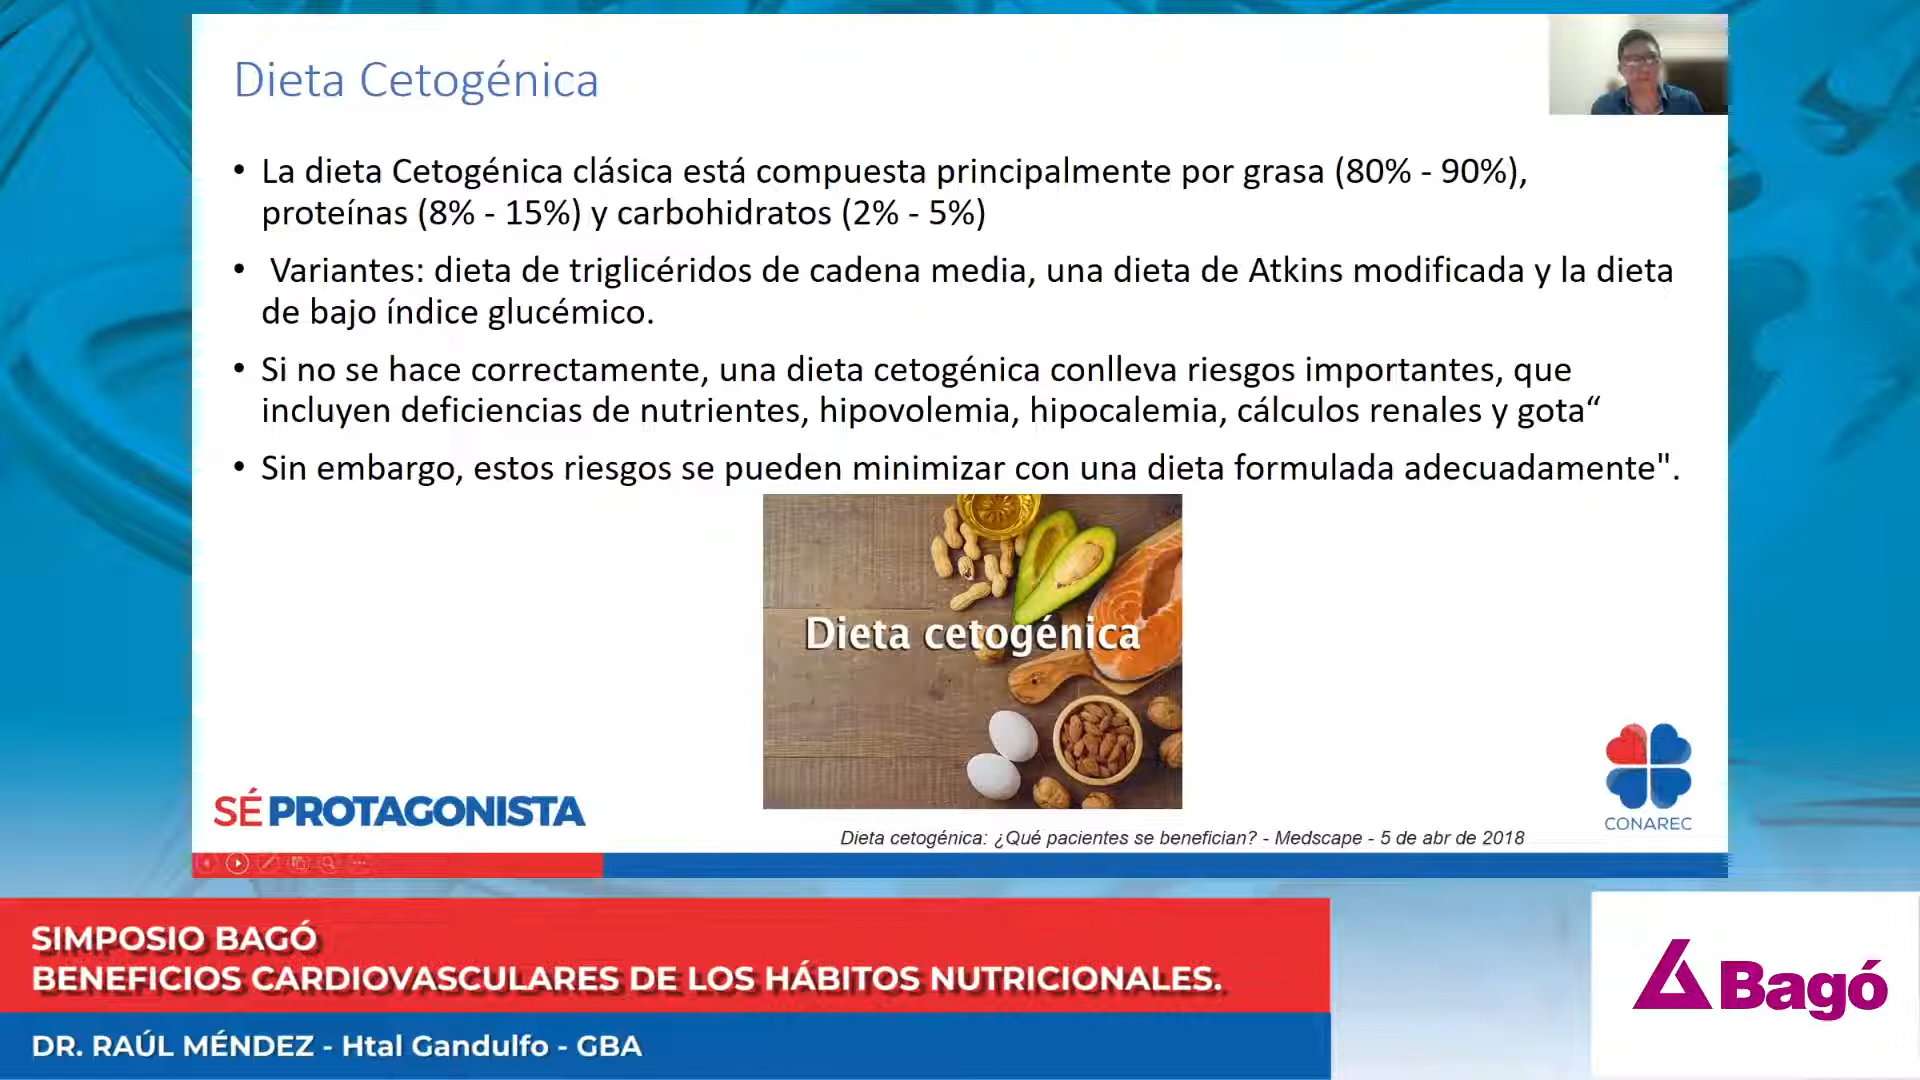 Dieta Cetogénica
• La dieta Cetogénica clásica está compuesta principalmente por grasa (80% - 90%),
proteínas (8% - 15%) y carbohidratos (2% - 5%)
• Variantes: dieta de triglicéridos de cadena media, una dieta de Atkins modificada y la dieta
de bajo índice glucémico.
• Si no se hace correctamente, una dieta cetogénica conlleva riesgos importantes, que
incluyen deficiencias de nutrientes, hipovolemia, hipocalemia, cálculos renales y gota“
• Sin embargo, estos riesgos se pueden minimizar con una dieta formulada adecuadamente".
Dieta cetogénica
SÉ PROTAGONISTA
CONAREC
Dieta cetogénica: ¿Qué pacientes se benefician? - Medscape - 5 de abr de 2018
SIMPOSIO BAGÓ
BENEFICIOS CARDIOVASCULARES DE LOS HÁBITOS NUTRICIONALES.
DR. RAÚL MÉNDEZ - Htal Gandulfo - GBA
Bagó